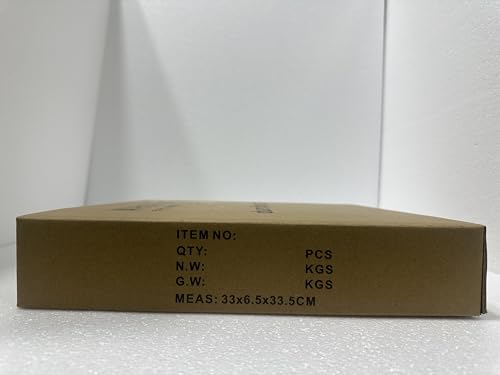 ITEM NO:
QTY: PCS
N.W: KGS
G.W: KGS
MEAS: 33x6.5x33.5CM